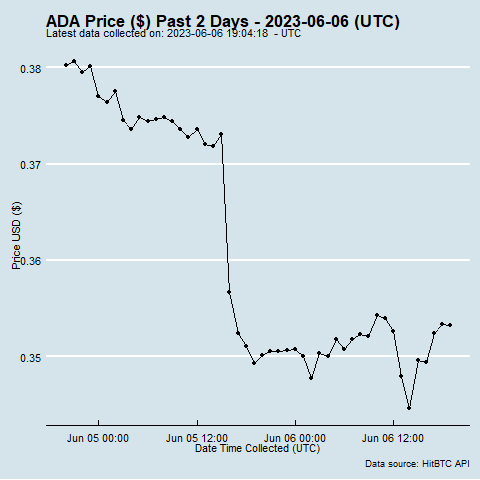 ADA Price ($) Past 2 Days - 2023-06-06 (UTC)
Latest data collected on: 2023-06-06 19:04:18  - UTC
0.38
0.37
0.36
0.35
Price USD ($)
Jun 05 00:00 Jun 05 12:00 Jun 06 00:00 Jun 06 12:00
Date Time Collected (UTC)
Data source: HitBTC API